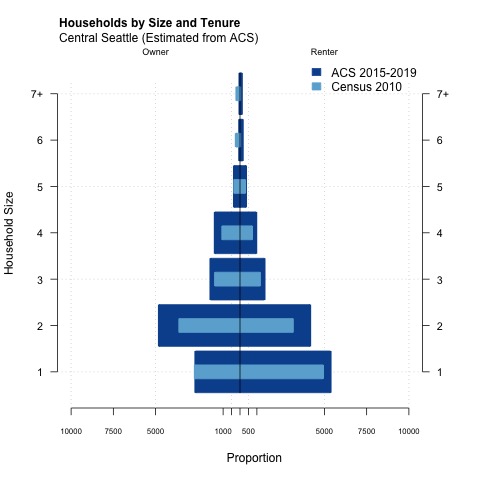 Households by Size and Tenure
Central Seattle (Estimated from ACS)
Owner Renter
ACS 2015-2019
Census 2010
7+ 7+
6 6
5 5
4 4
3 3
2 2
1 1
Household Size
10000 7500 5000 1000 500 5000 7500 10000
Proportion